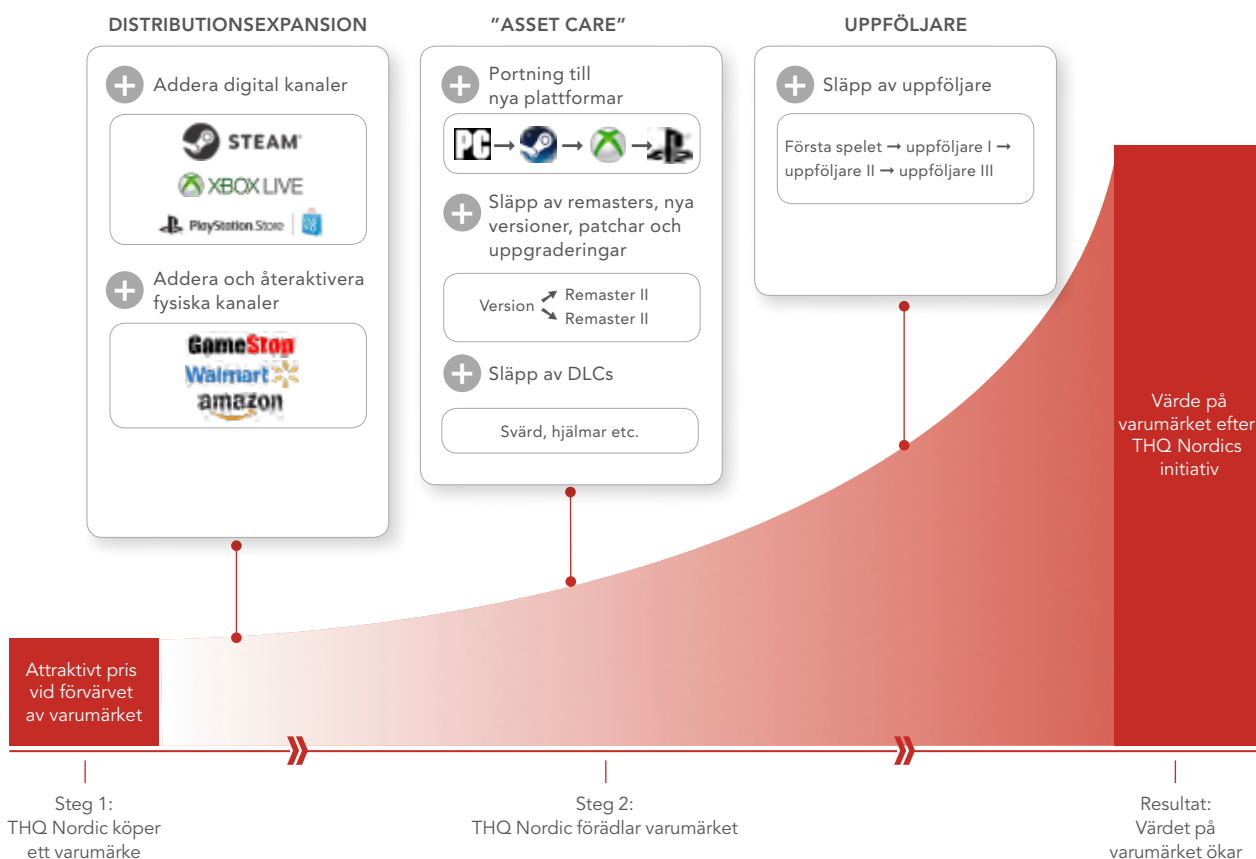 DISTRIBUTIONSEXPANSION
Addera digital kanaler
STEAM
XBOX LIVE
PlayStation Store
Addera och återaktivera
fysiska kanaler
GameStop
Walmart
amazon
"ASSET CARE"
Portning till
nya plattformar
PC
Släpp av remasters, nya
versioner, patchar och
uppgraderingar
Version
Remaster II
Remaster II
Släpp av DLCs
Svärd, hjälmar etc.
UPPFÖLJARE
Släpp av uppföljare
Första spelet → uppföljare I →
uppföljare II → uppföljare III
Attraktivt pris
vid förvärvet
av varumärket
Värde på
varumärket efter
THQ Nordics
initiativ
Steg 1:
THQ Nordic köper
ett varumärke
Steg 2:
THQ Nordic förädlar varumärket
Resultat:
Värdet på
varumärket ökar